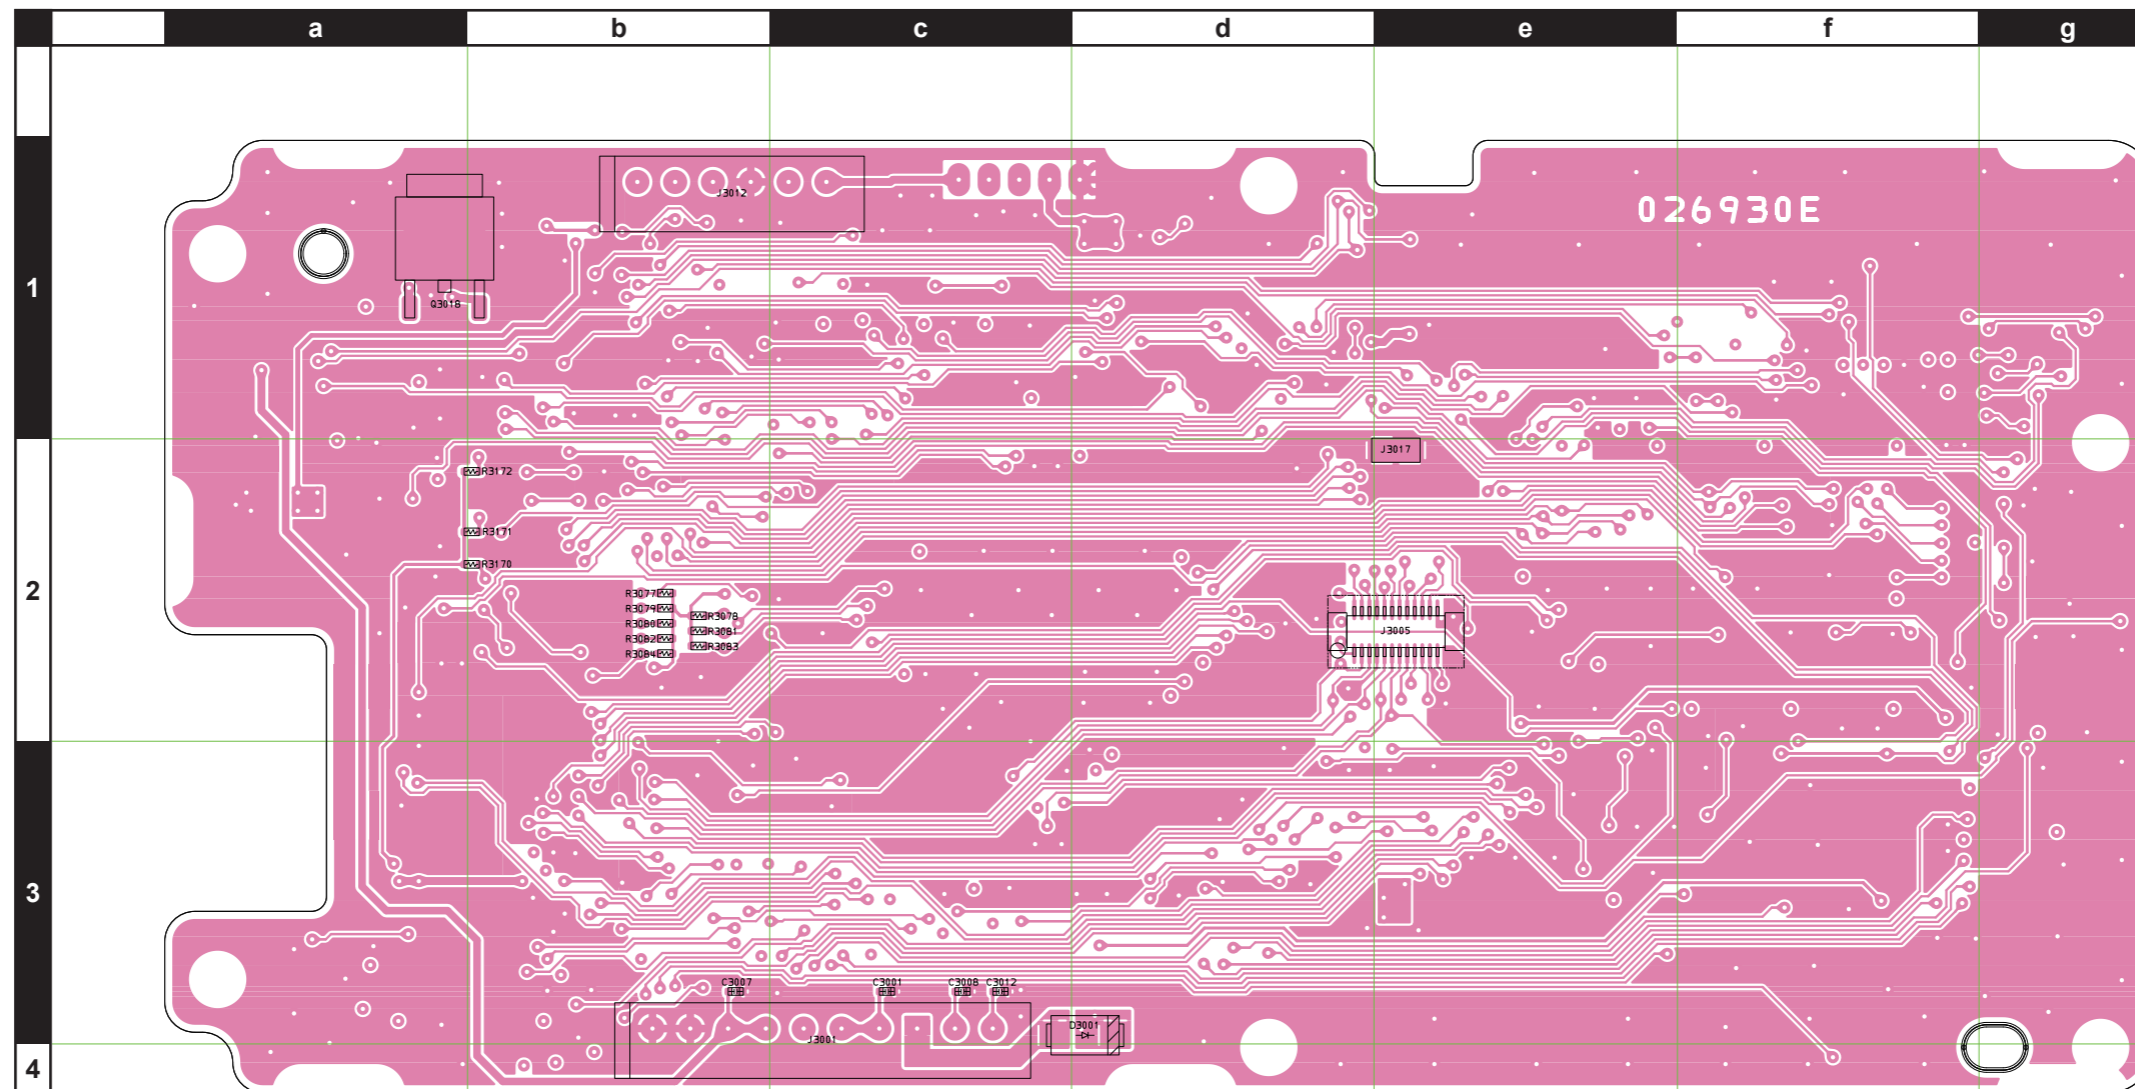 a b c d e f g
J3012
026930E
1
Q3018
J3017
R3172
R3171
R3170
2
R3077
R3079
R3078
R3080
R3081
J3005
R3082
R3083
R3084
3
C3007 C3001 C3008 C3012
D3001
J3001
4